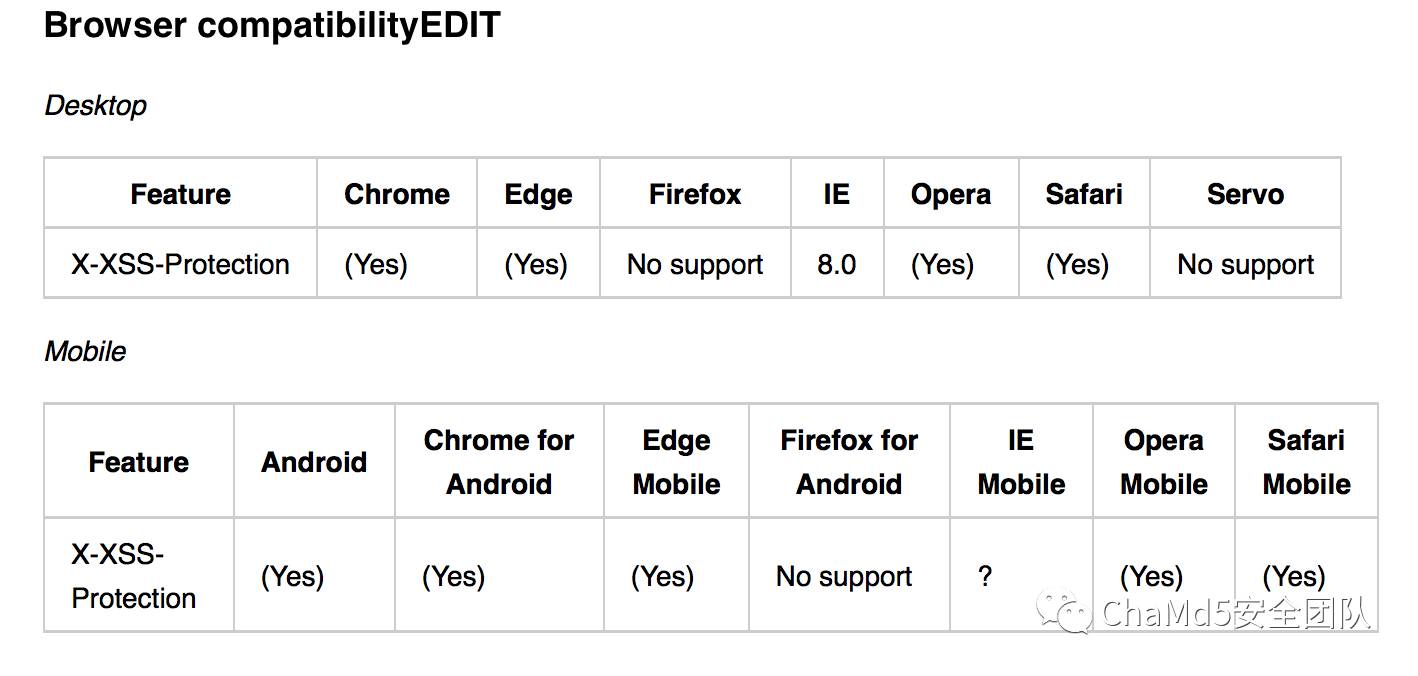 Browser compatibilityEDIT
Desktop
Feature Chrome Edge Firefox IE Opera Safari Servo
X-XSS-Protection (Yes) (Yes) No support 8.0 (Yes) (Yes) No support
Mobile
Feature Android Chrome for Android Edge Mobile Firefox for Android IE Mobile Opera Mobile Safari Mobile
X-XSS-Protection (Yes) (Yes) (Yes) No support ? (Yes) (Yes)
ChaMd5安全团队